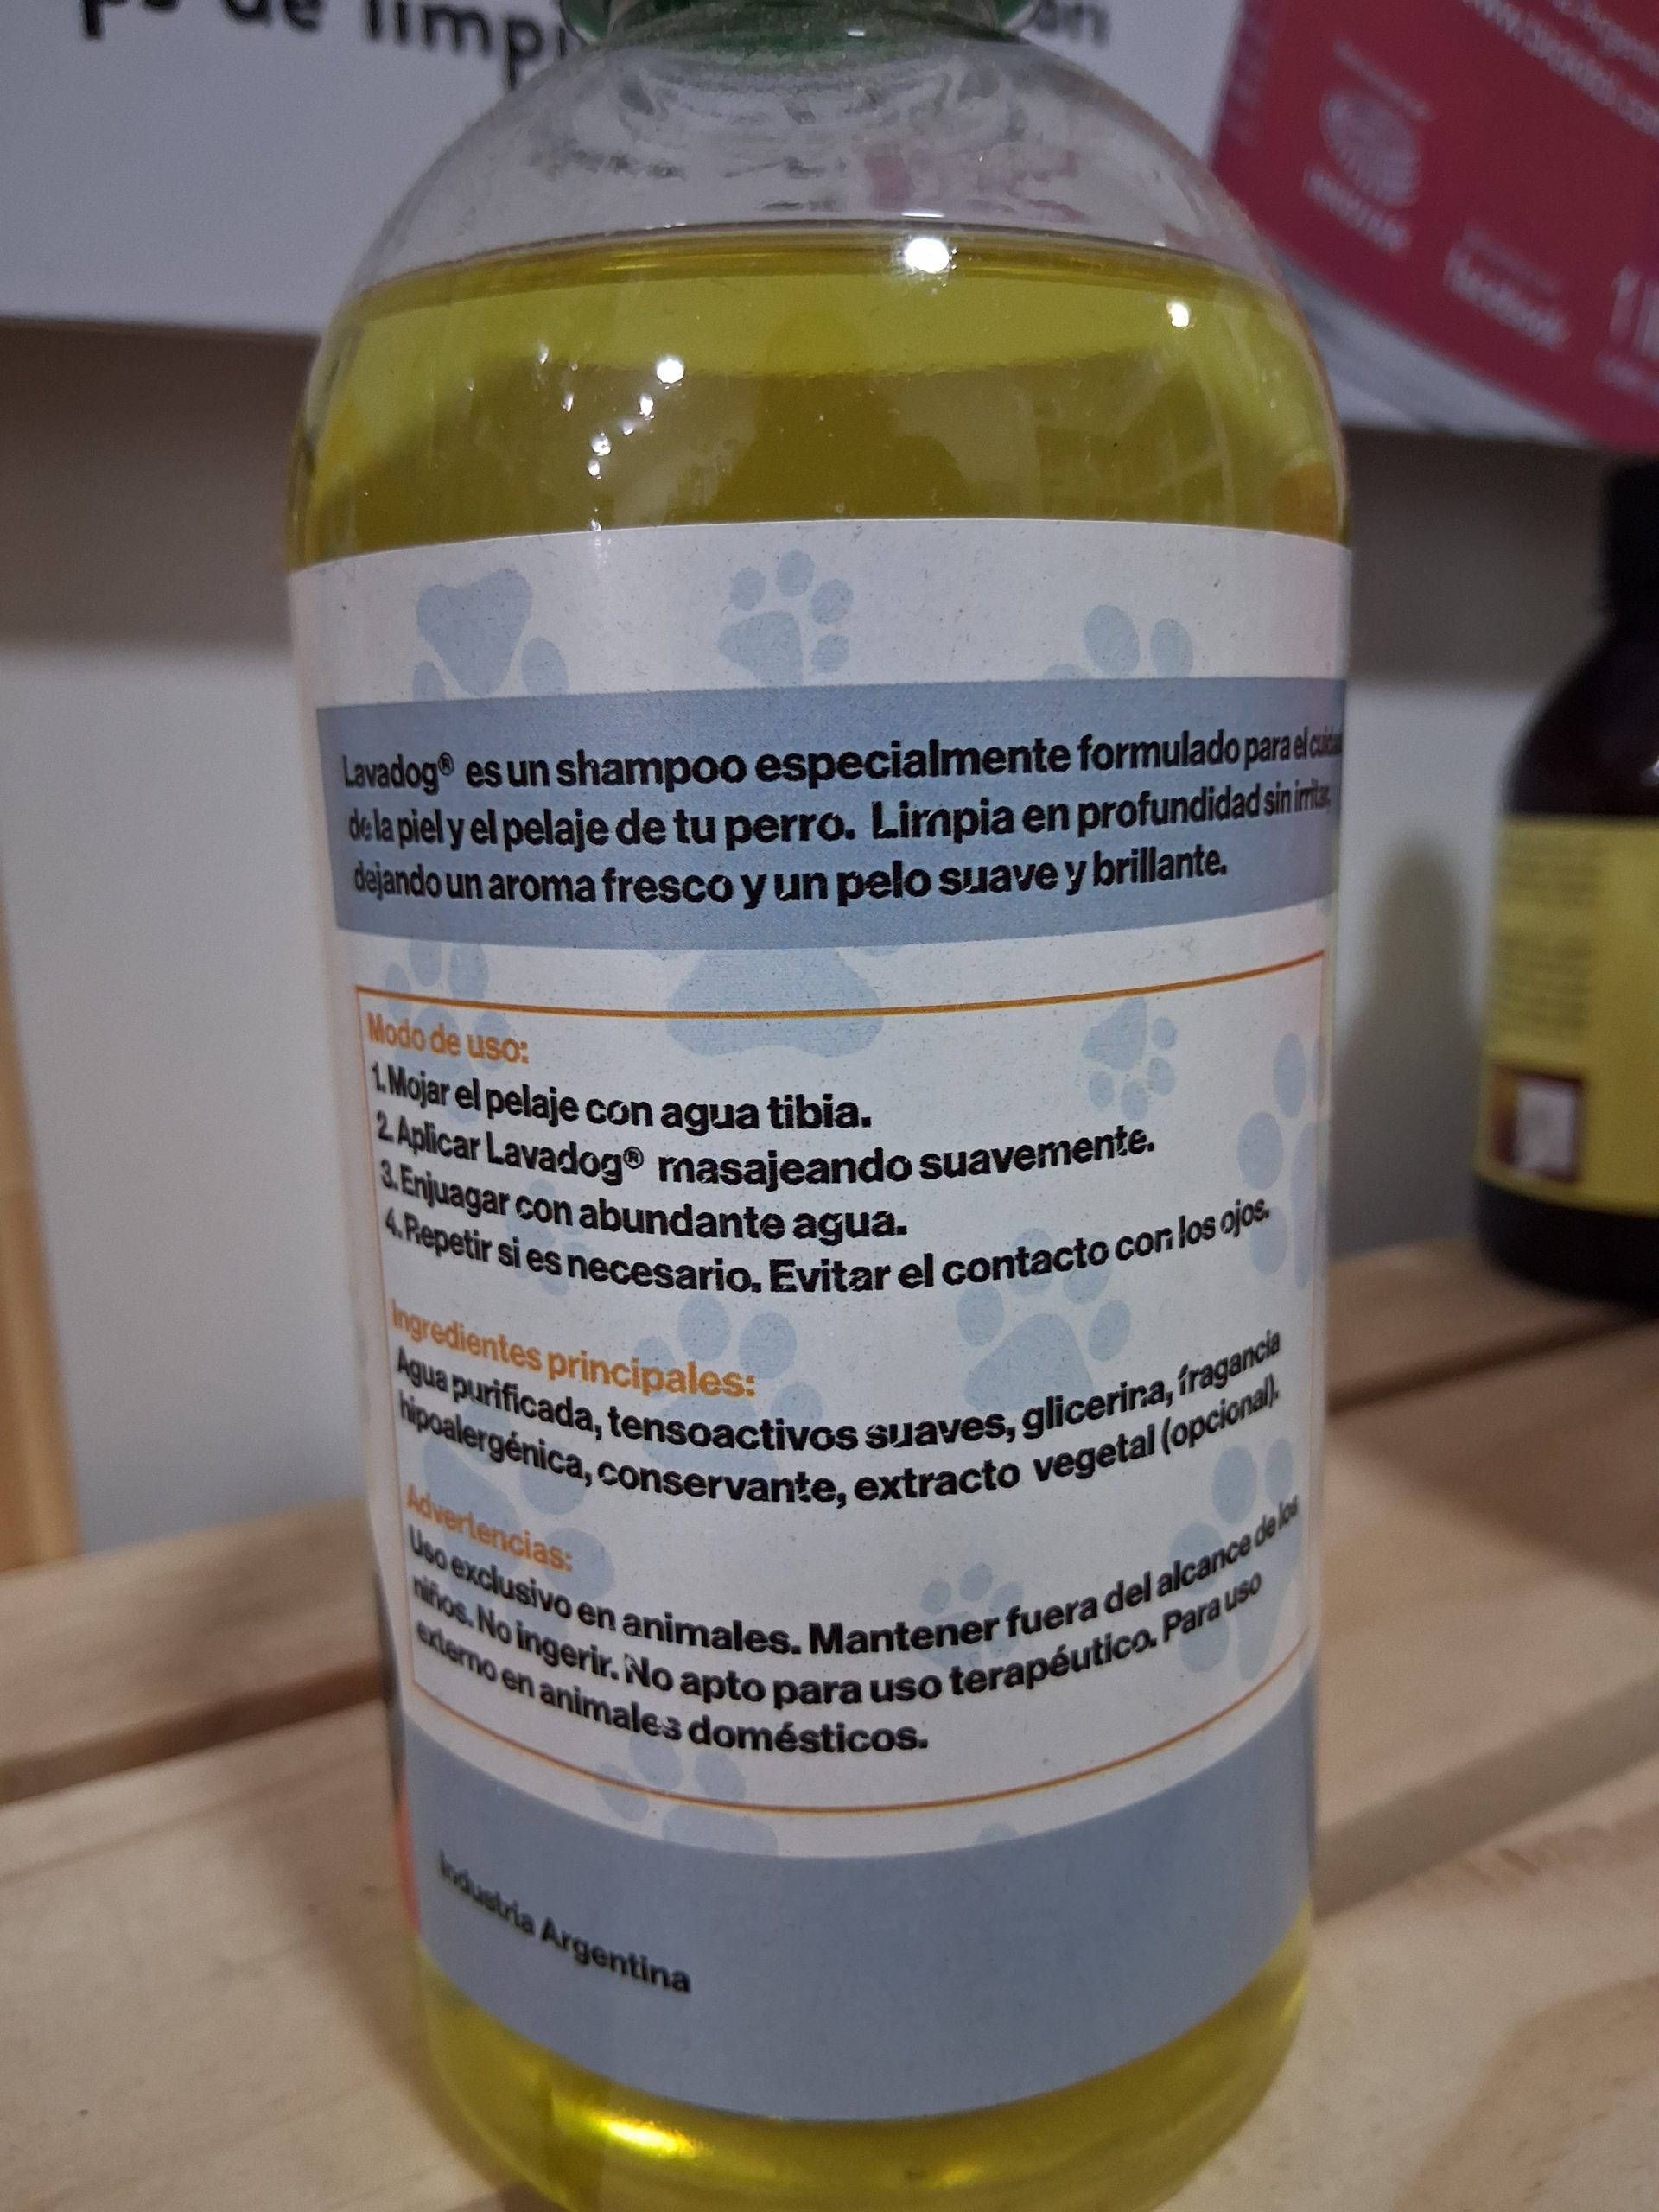 de limpi
Lavadog® es un shampoo especialmente formulado para el
de la piel y el pelaje de tu perro. Limpia en profundidad sin irritar,
dejando un aroma fresco y un pelo suave y brillante.
Modo de uso:
1. Mojar el pelaje con agua tibia.
2. Aplicar Lavadog® masajeando suavemente.
3. Enjuagar con abundante agua.
4. Repetir si es necesario. Evitar el contacto con los ojos.
Ingredientes principales:
Agua purificada, tensoactivos suaves, glicerina, fragancia
hipoalergénica, conservante, extracto vegetal (opcional).
Advertencias:
Uso exclusivo en animales. Mantener fuera del alcance de los
niños. No ingerir. No apto para uso terapéutico. Para uso
externo en animales domésticos.
Industria Argentina
facebook